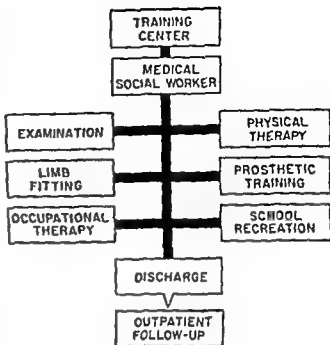 TRAINING
CENTER
MEDICAL
SOCIAL WORKER
EXAMINATION
PHYSICAL
THERAPY
LIMB
FITTING
PROSTHETIC
TRAINING
OCCUPATIONAL
THERAPY
SCHOOL
RECREATION
DISCHARGE
OUTPATIENT
FOLLOW-UP